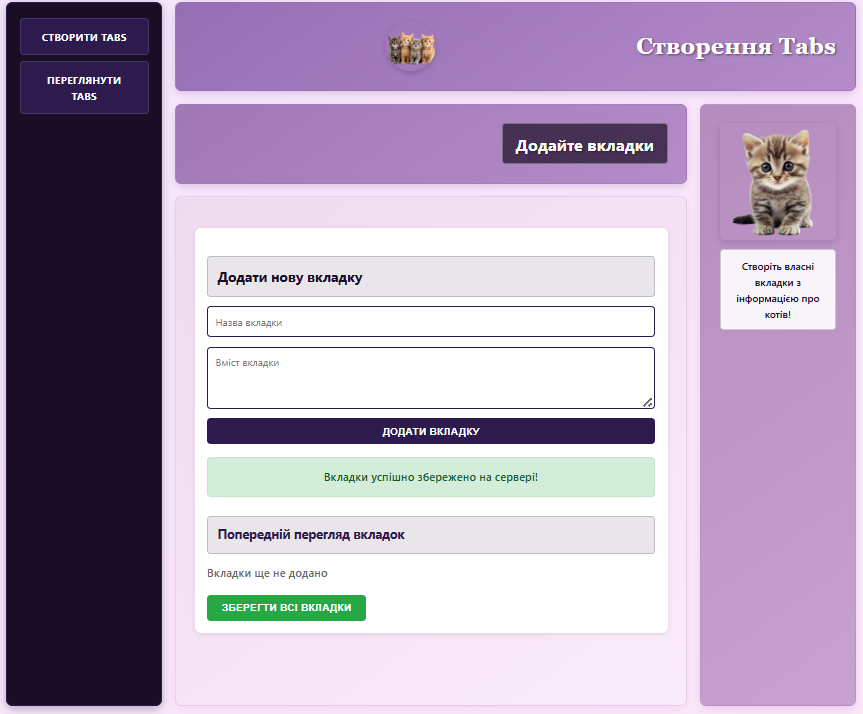 СТВОРИТИ TABS
ПЕРЕГЛЯНУТИ
TABS
Створення Tabs
Додайте вкладки
Додати нову вкладку
Назва вкладки
Вміст вкладки
ДОДАТИ ВКЛАДКУ
Вкладки успішно збережено на сервері!
Попередній перегляд вкладок
Вкладки ще не додано
ЗБЕРЕГТИ ВСІ ВКЛАДКИ
Створіть власні
вкладки з
інформацією про
котів!